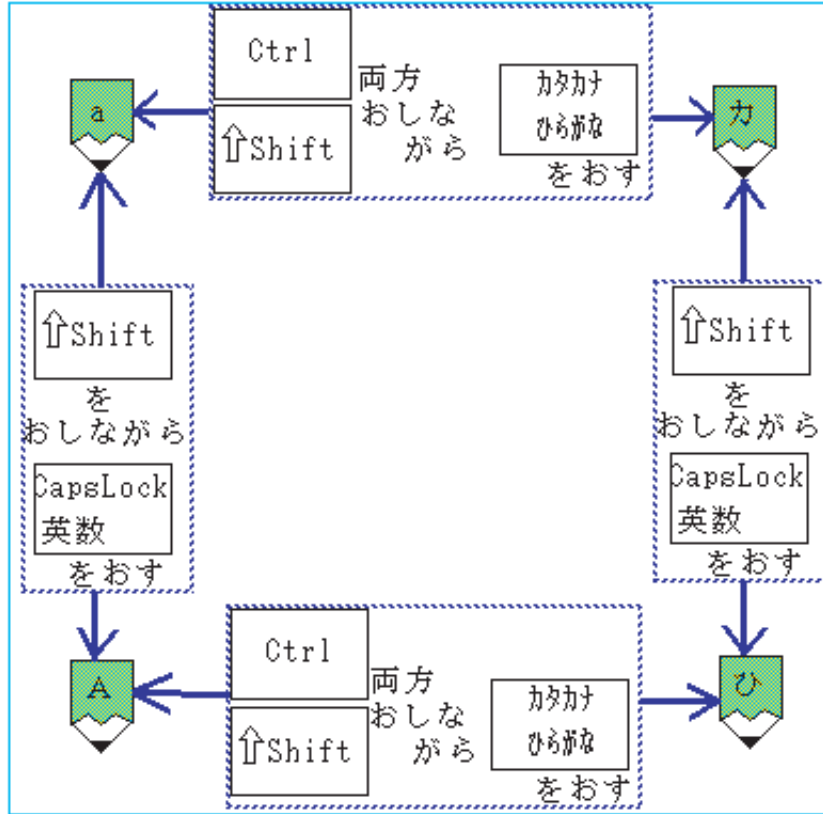 a
Ctrl
⇧Shift
両方
おしな
がら
カタカナ
ひらがな
をおす
カ
⇧Shift
を
おしながら
CapsLock
英数
をおす
⇧Shift
を
おしながら
CapsLock
英数
をおす
A
Ctrl
⇧Shift
両方
おしな
がら
カタカナ
ひらがな
をおす
ひ